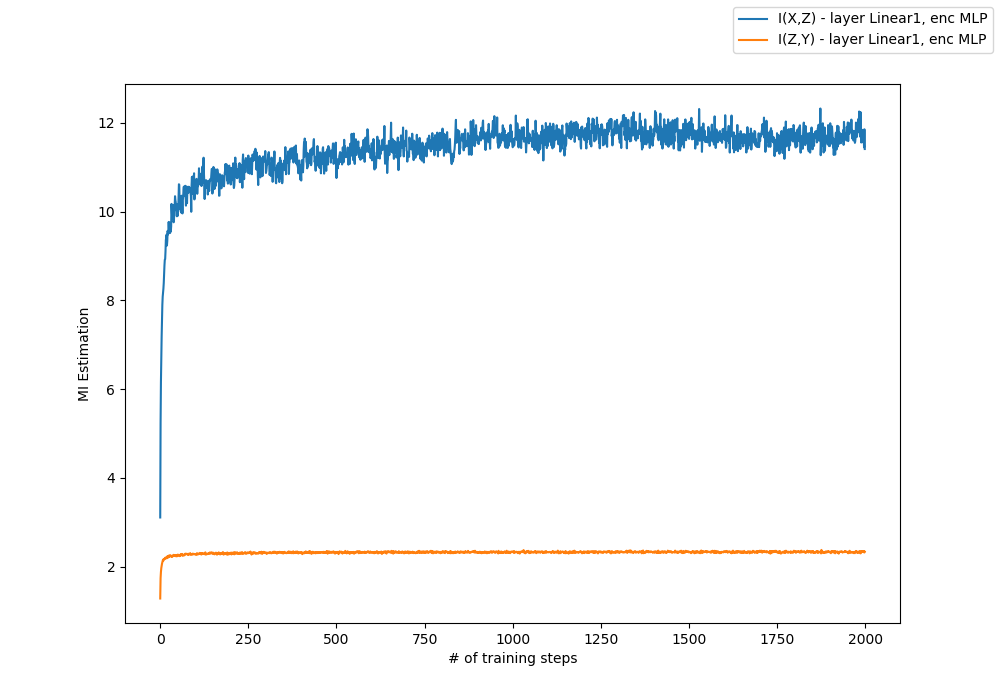 I(X,Z) - layer Linear1, enc MLP
I(Z,Y) - layer Linear1, enc MLP
12
10
8
6
4
2
MI Estimation
0 250 500 750 1000 1250 1500 1750 2000
# of training steps